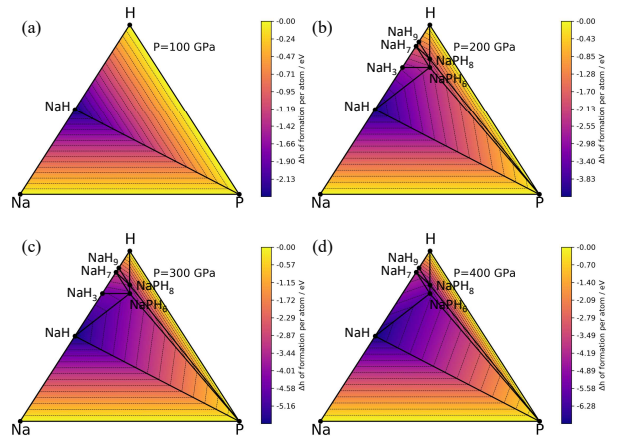 (a)
H
P=100 GPa
NaH
Na
P
-0.00
-0.24
-0.47
-0.71
-0.95
-1.19
-1.42
-1.66
-1.90
-2.13
Δh of formation per atom / eV
(b)
H
P=200 GPa
NaH9
NaH7
NaH3
NaPH8
NaPH6
NaH
Na
P
-0.00
-0.43
-0.85
-1.28
-1.70
-2.13
-2.55
-2.98
-3.40
-3.83
Δh of formation per atom / eV
(c)
H
P=300 GPa
NaH9
NaH7
NaH3
NaPH8
NaPH6
NaH
Na
P
-0.00
-0.57
-1.15
-1.72
-2.29
-2.87
-3.44
-4.01
-4.58
-5.16
Δh of formation per atom / eV
(d)
H
P=400 GPa
NaH9
NaH7
NaPH8
NaPH6
NaH
Na
P
-0.00
-0.70
-1.40
-2.09
-2.79
-3.49
-4.19
-4.89
-5.58
-6.28
Δh of formation per atom / eV